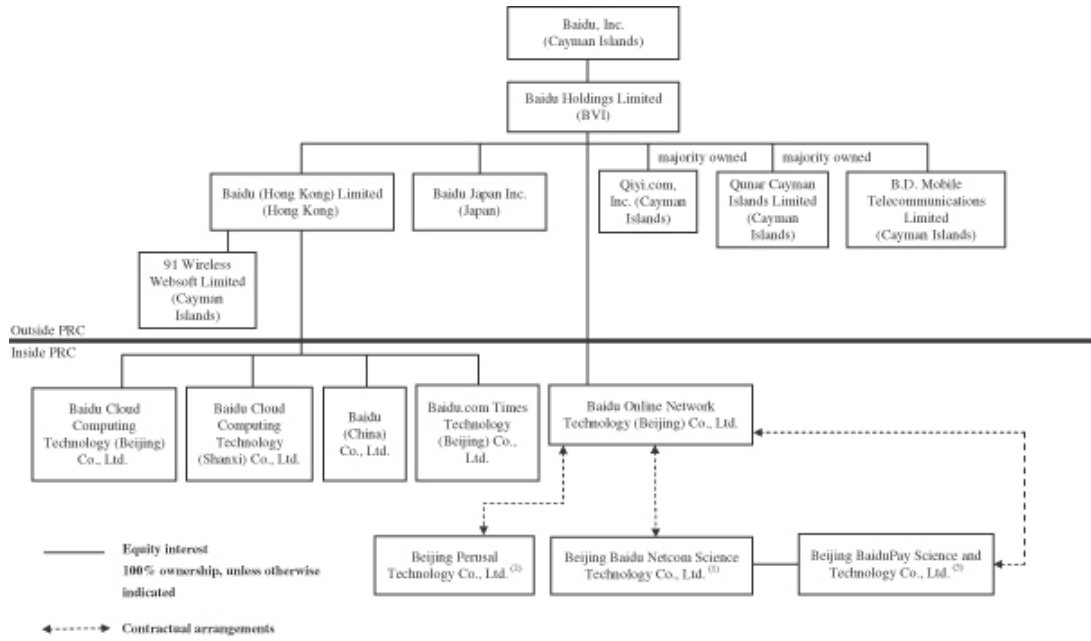 Baidu, Inc.
(Cayman Islands)
Baidu Holdings Limited
(BVI)
majority owned
majority owned
Baidu (Hong Kong) Limited
(Hong Kong)
Baidu Japan Inc.
(Japan)
Qiyi.com,
Inc. (Cayman
Islands)
Qunar Cayman
Islands Limited
(Cayman
Islands)
B.D. Mobile
Telecommunications
Limited
(Cayman Islands)
91 Wireless
Websoft Limited
(Cayman
Islands)
Outside PRC
Inside PRC
Baidu Cloud
Computing
Technology (Beijing)
Co., Ltd.
Baidu Cloud
Computing
Technology
(Shanxi) Co., Ltd.
Baidu
(China)
Co., Ltd.
Baidu.com Times
Technology
(Beijing) Co.,
Ltd.
Baidu Online Network
Technology (Beijing) Co., Ltd.
Beijing Perusal
Technology Co., Ltd. (2)
Beijing Baidu Netcom Science
Technology Co., Ltd. (1)
Beijing BaiduPay Science and
Technology Co., Ltd. (3)
Equity interest
100% ownership, unless otherwise
indicated
Contractual arrangements